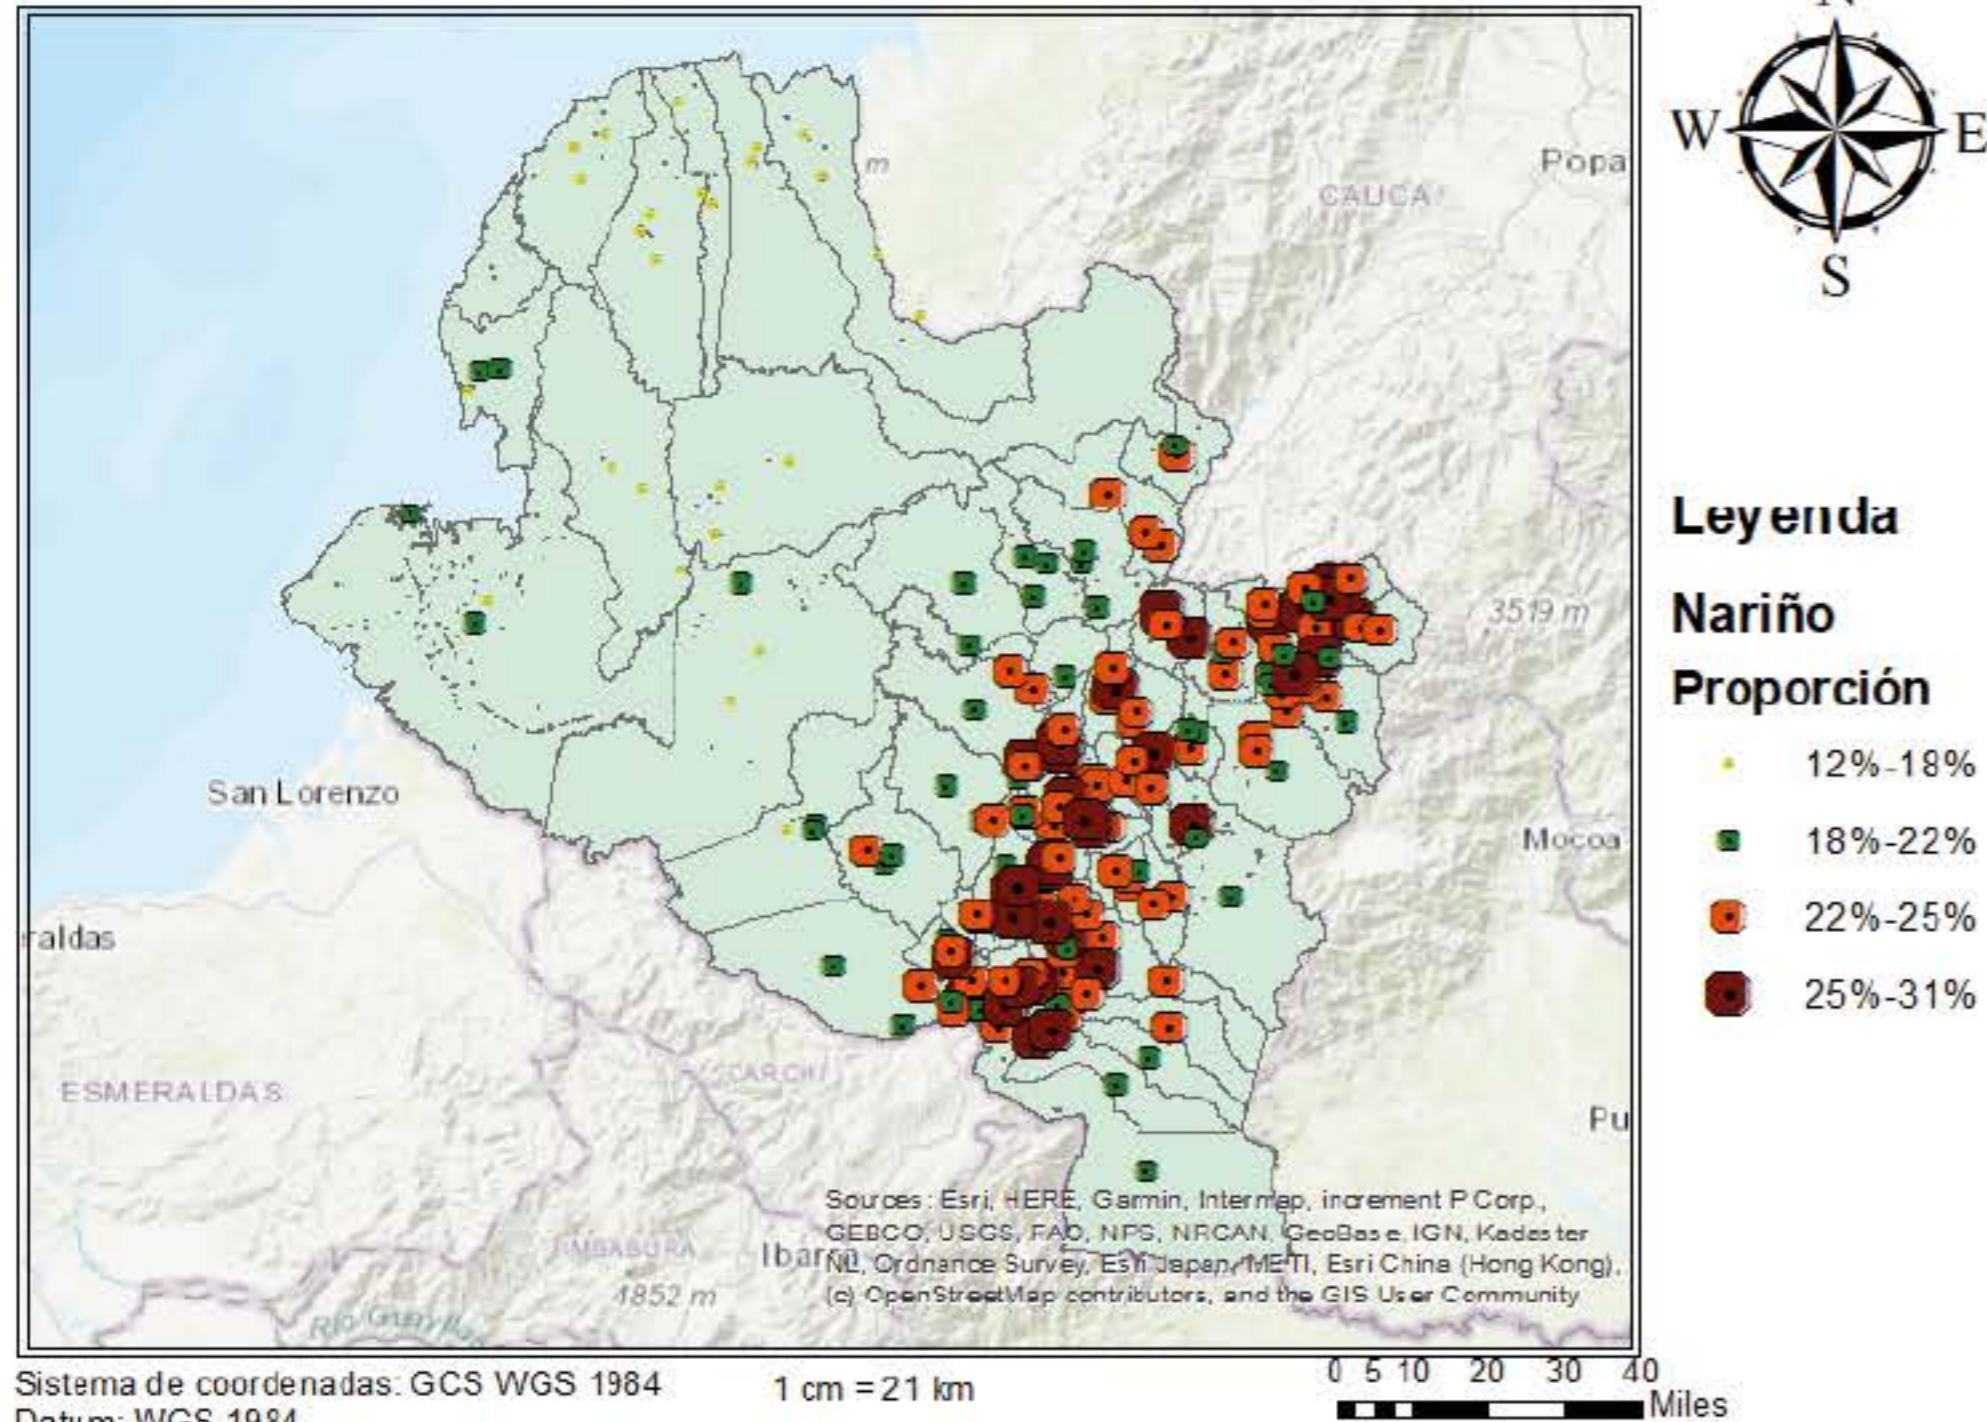 N
W
E
S
m
Popa
CAUCA
3519 m
San Lorenzo
Mocoa
raldas
ESMERALDAS
CARCHI
Pu
IMBABURA
Ibarra
4852 m
Sources: Esri, HERE, Garmin, Intermap, increment P Corp.,
GEBCO, USGS, FAO, NPS, NRCAN, GeoBase, IGN, Kadaster
NL, Ordnance Survey, Esri Japan, METI, Esri China (Hong Kong),
(c) OpenStreetMap contributors, and the GIS User Community
Leyenda
Nariño
Proporción
12%-18%
18%-22%
22%-25%
25%-31%
Sistema de coordenadas: GCS WGS 1984
Datum: WGS 1984
1 cm = 21 km
0 5 10 20 30 40
Miles